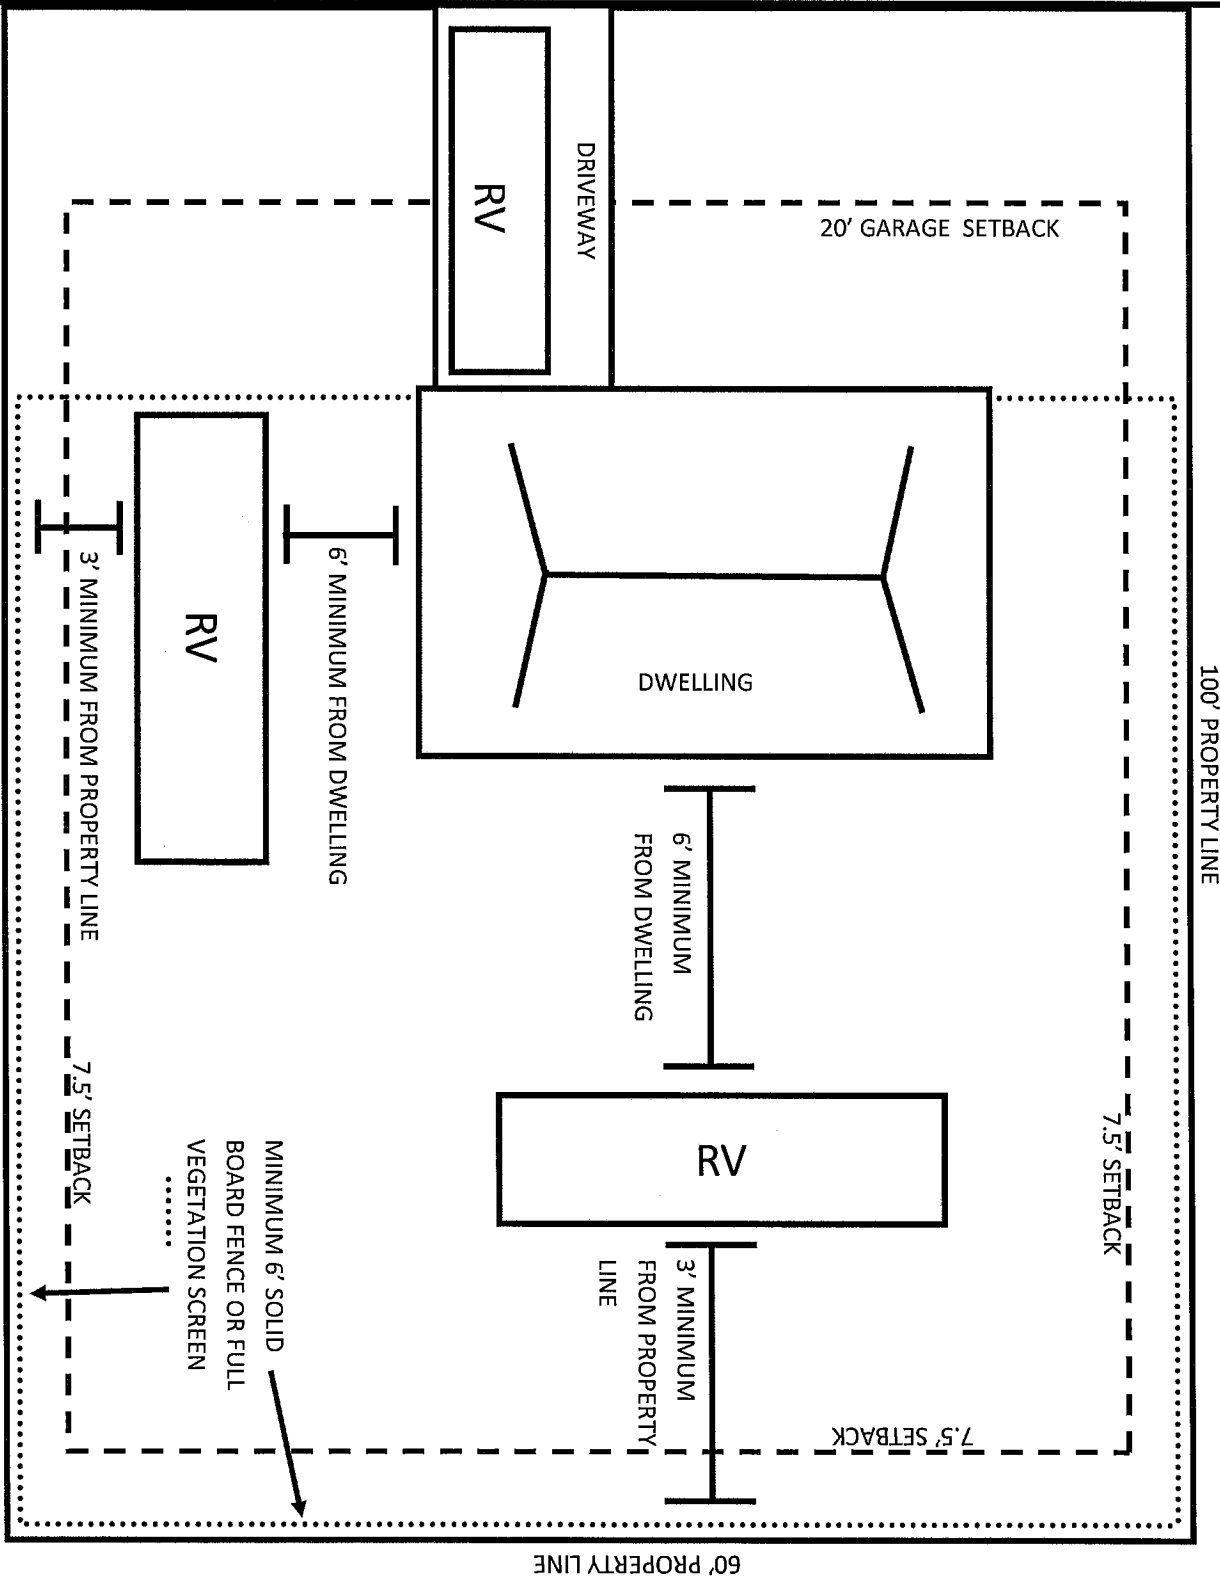 DRIVEWAY
RV
20' GARAGE SETBACK
DWELLING
100' PROPERTY LINE
6' MINIMUM FROM DWELLING
3' MINIMUM FROM PROPERTY LINE
RV
6' MINIMUM
FROM DWELLING
RV
7.5' SETBACK
7.5' SETBACK
MINIMUM 6' SOLID
BOARD FENCE OR FULL
VEGETATION SCREEN
3' MINIMUM
FROM PROPERTY
LINE
7.5' SETBACK
60' PROPERTY LINE